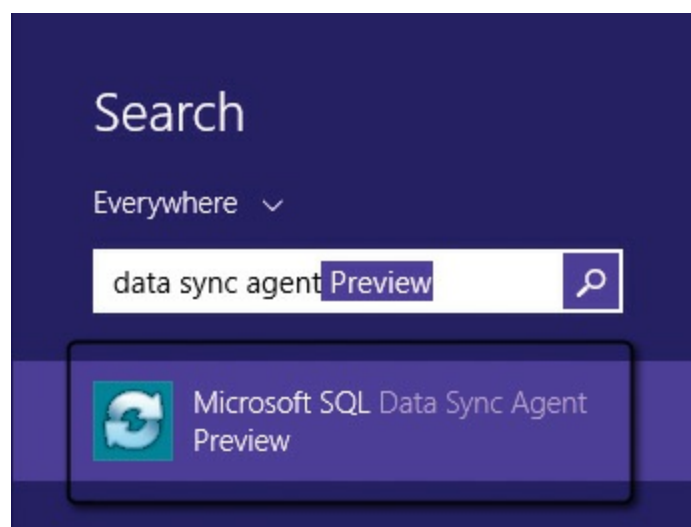 Search
Everywhere
data sync agent Preview
Microsoft SQL Data Sync Agent
Preview